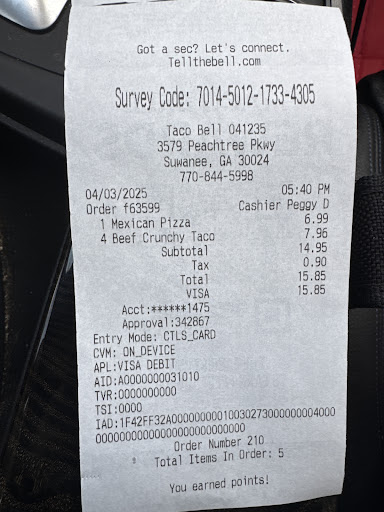 Got a sec? Let's connect.
Tellthebell.com
Survey Code: 7014-5012-1733-4305
Taco Bell 041235
3579 Peachtree Pkwy
Suwanee, GA 30024
770-844-5998
04/03/2025 05:40 PM
Order f63599 Cashier Peggy D
1 Mexican Pizza 6.99
4 Beef Crunchy Taco 7.96
Subtotal 14.95
Tax 0.90
Total 15.85
VISA 15.85
Acct:******1475
Approval:342867
Entry Mode: CTLS_CARD
CVM: ON_DEVICE
APL:VISA DEBIT
AID:A0000000031010
TVR:0000000000
TSI:0000
IAD:1F42FF32A00000000010030273000000004000
00000000000000000000000000
Order Number 210
Total Items In Order: 5
You earned points!